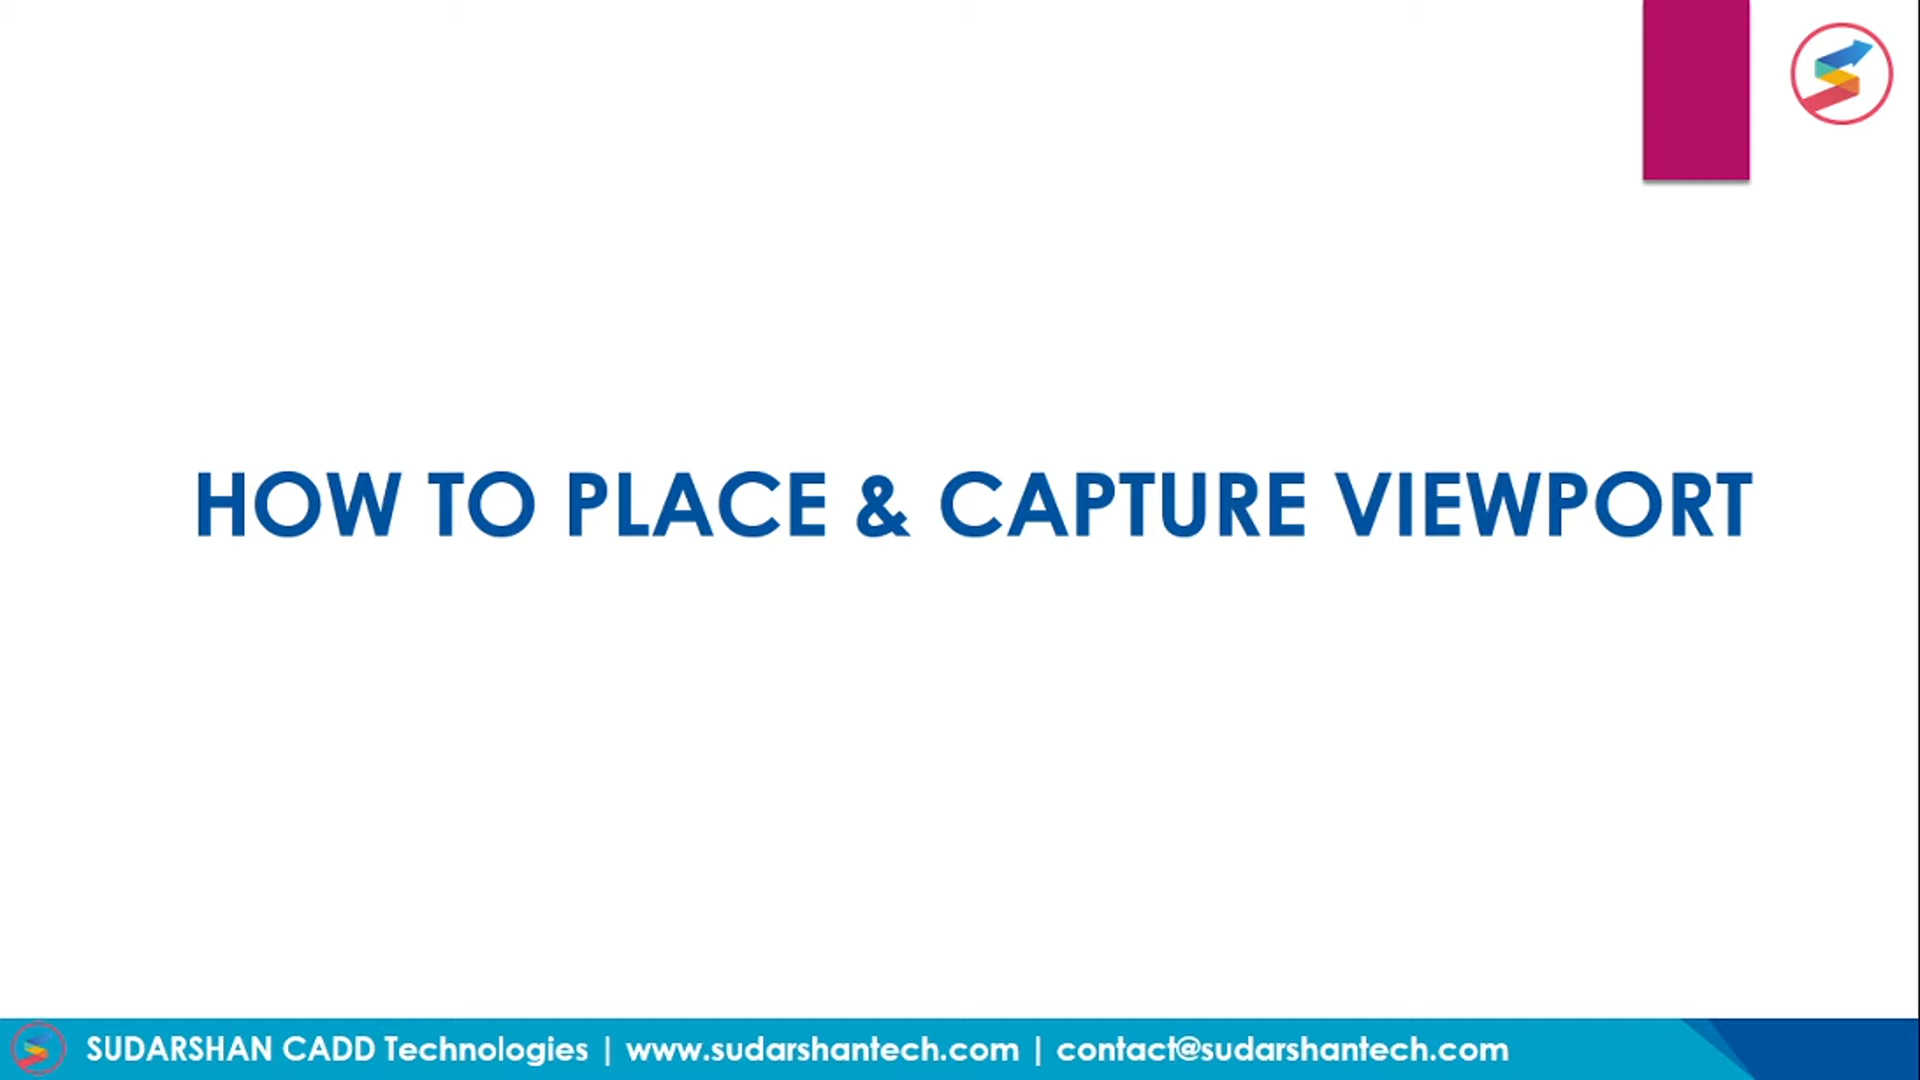 HOW TO PLACE & CAPTURE VIEWPORT
SUDARSHAN CADD Technologies | www.sudarshantech.com | contact@sudarshantech.com